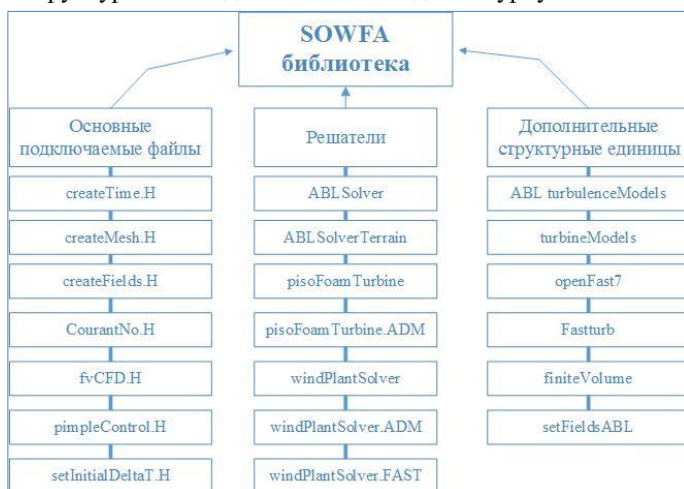 SOWFA
библиотека
Основные
подключаемые файлы
createTime.H
createMesh.H
createFields.H
CourantNo.H
fvCFD.H
pimpleControl.H
setInitialDeltaT.H
Решатели
ABLSolver
ABLSolverTerrain
pisoFoamTurbine
pisoFoamTurbine.ADM
windPlantSolver
windPlantSolver.ADM
windPlantSolver.FAST
Дополнительные
структурные единицы
ABL turbulenceModels
turbineModels
openFast7
Fastturb
finiteVolume
setFieldsABL